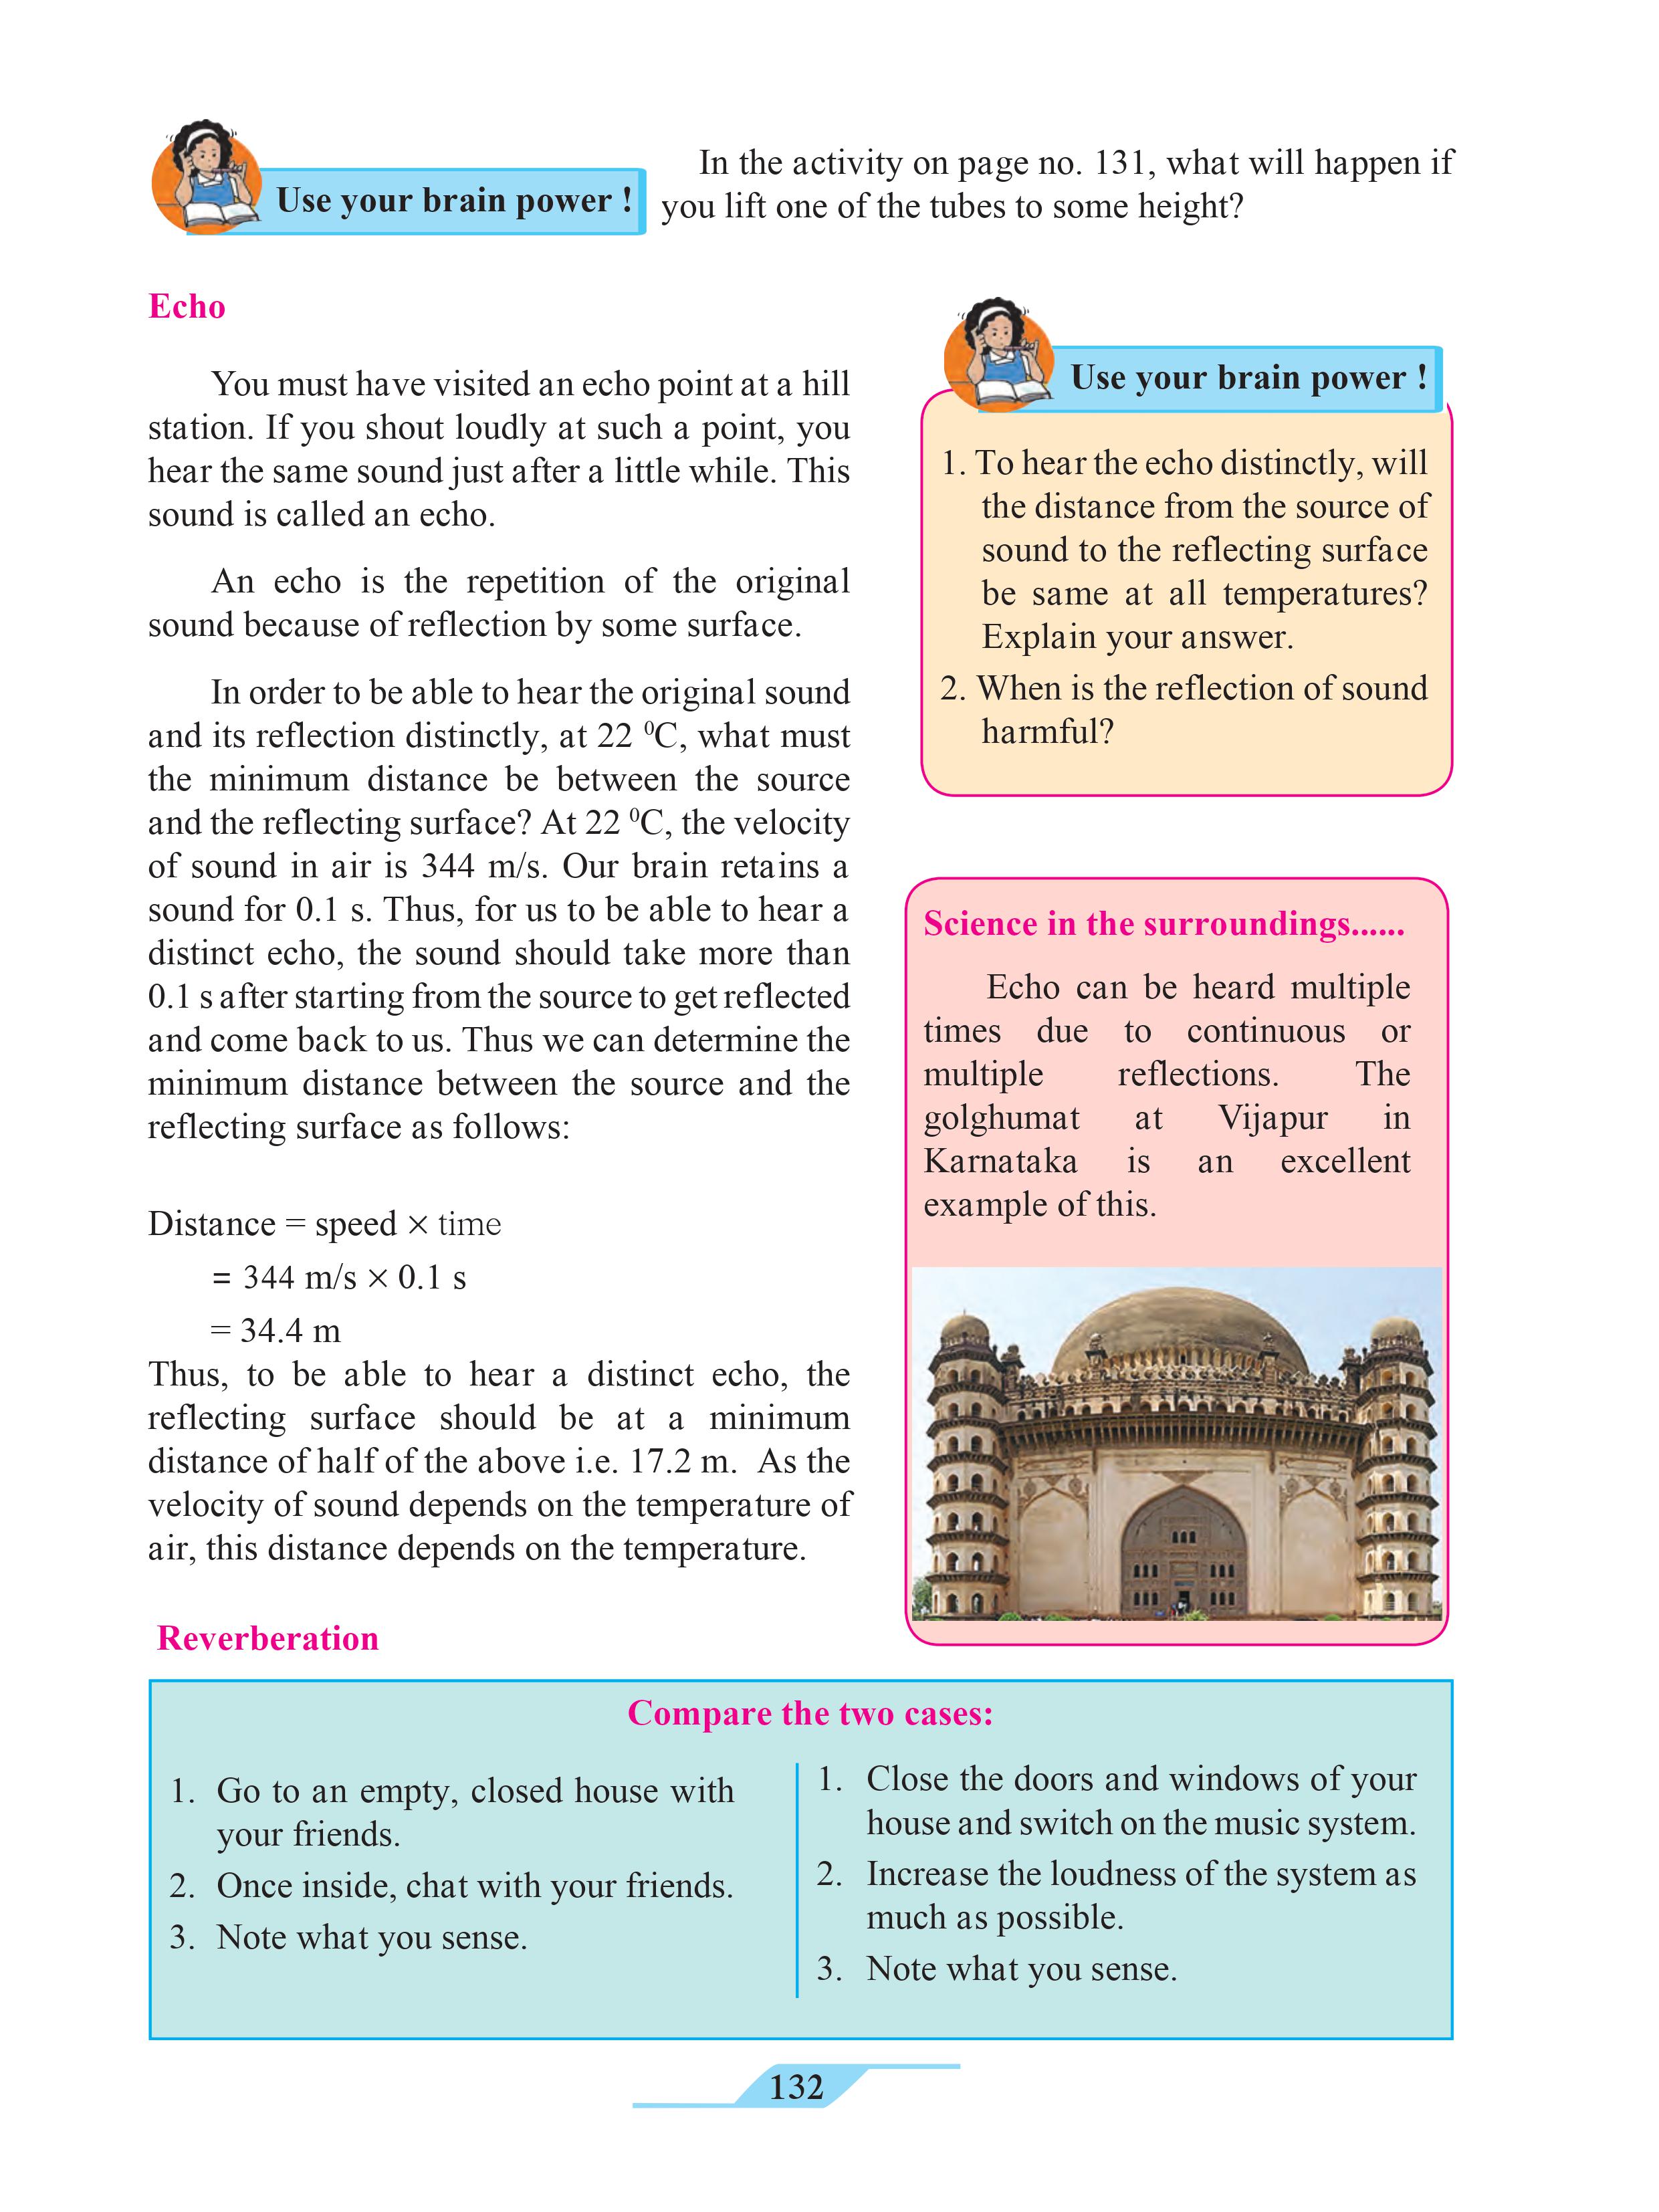 Use your brain power !
In the activity on page no. 131, what will happen if
you lift one of the tubes to some height?
Echo
You must have visited an echo point at a hill
station. If you shout loudly at such a point, you
hear the same sound just after a little while. This
sound is called an echo.
An echo is the repetition of the original
sound because of reflection by some surface.
In order to be able to hear the original sound
and its reflection distinctly, at 22 ⁰C, what must
the minimum distance be between the source
and the reflecting surface? At 22 ⁰C, the velocity
of sound in air is 344 m/s. Our brain retains a
sound for 0.1 s. Thus, for us to be able to hear a
distinct echo, the sound should take more than
0.1 s after starting from the source to get reflected
and come back to us. Thus we can determine the
minimum distance between the source and the
reflecting surface as follows:
Distance = speed × time
= 344 m/s × 0.1 s
= 34.4 m
Thus, to be able to hear a distinct echo, the
reflecting surface should be at a minimum
distance of half of the above i.e. 17.2 m. As the
velocity of sound depends on the temperature of
air, this distance depends on the temperature.
Use your brain power !
1. To hear the echo distinctly, will
the distance from the source of
sound to the reflecting surface
be same at all temperatures?
Explain your answer.
2. When is the reflection of sound
harmful?
Science in the surroundings......
Echo can be heard multiple
times due to continuous or
multiple reflections. The
golghumat at Vijapur in
Karnataka is an excellent
example of this.
Reverberation
Compare the two cases:
1. Go to an empty, closed house with
your friends.
2. Once inside, chat with your friends.
3. Note what you sense.
1. Close the doors and windows of your
house and switch on the music system.
2. Increase the loudness of the system as
much as possible.
3. Note what you sense.
132